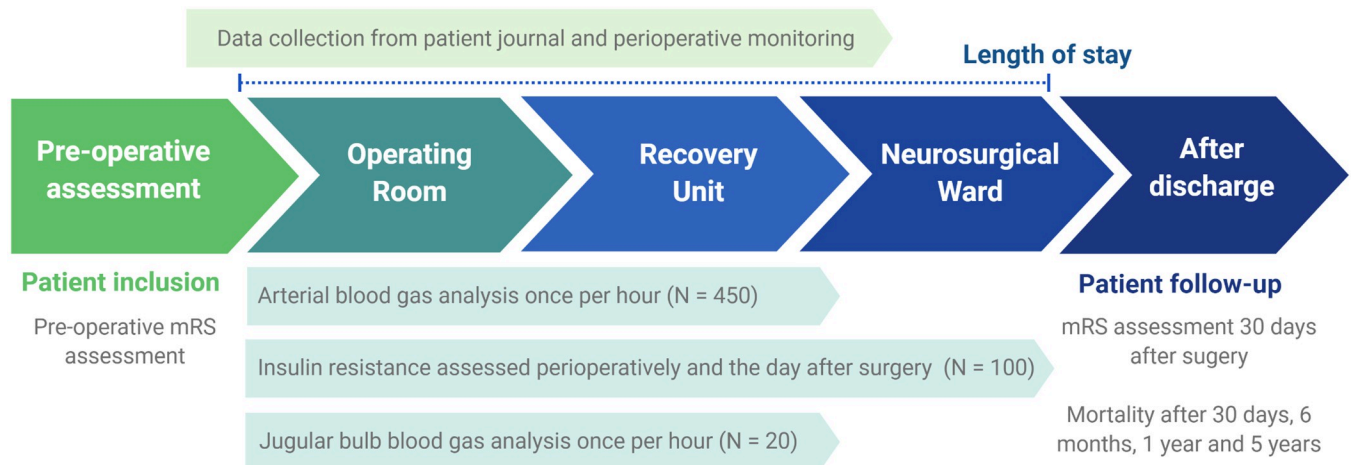 Data collection from patient journal and perioperative monitoring
Length of stay
Pre-operative
assessment
Operating
Room
Recovery
Unit
Neurosurgical
Ward
After
discharge
Patient inclusion
Pre-operative mRS
assessment
Arterial blood gas analysis once per hour (N = 450)
Insulin resistance assessed perioperatively and the day after surgery (N = 100)
Jugular bulb blood gas analysis once per hour (N = 20)
Patient follow-up
mRS assessment 30 days
after sugery
Mortality after 30 days, 6
months, 1 year and 5 years